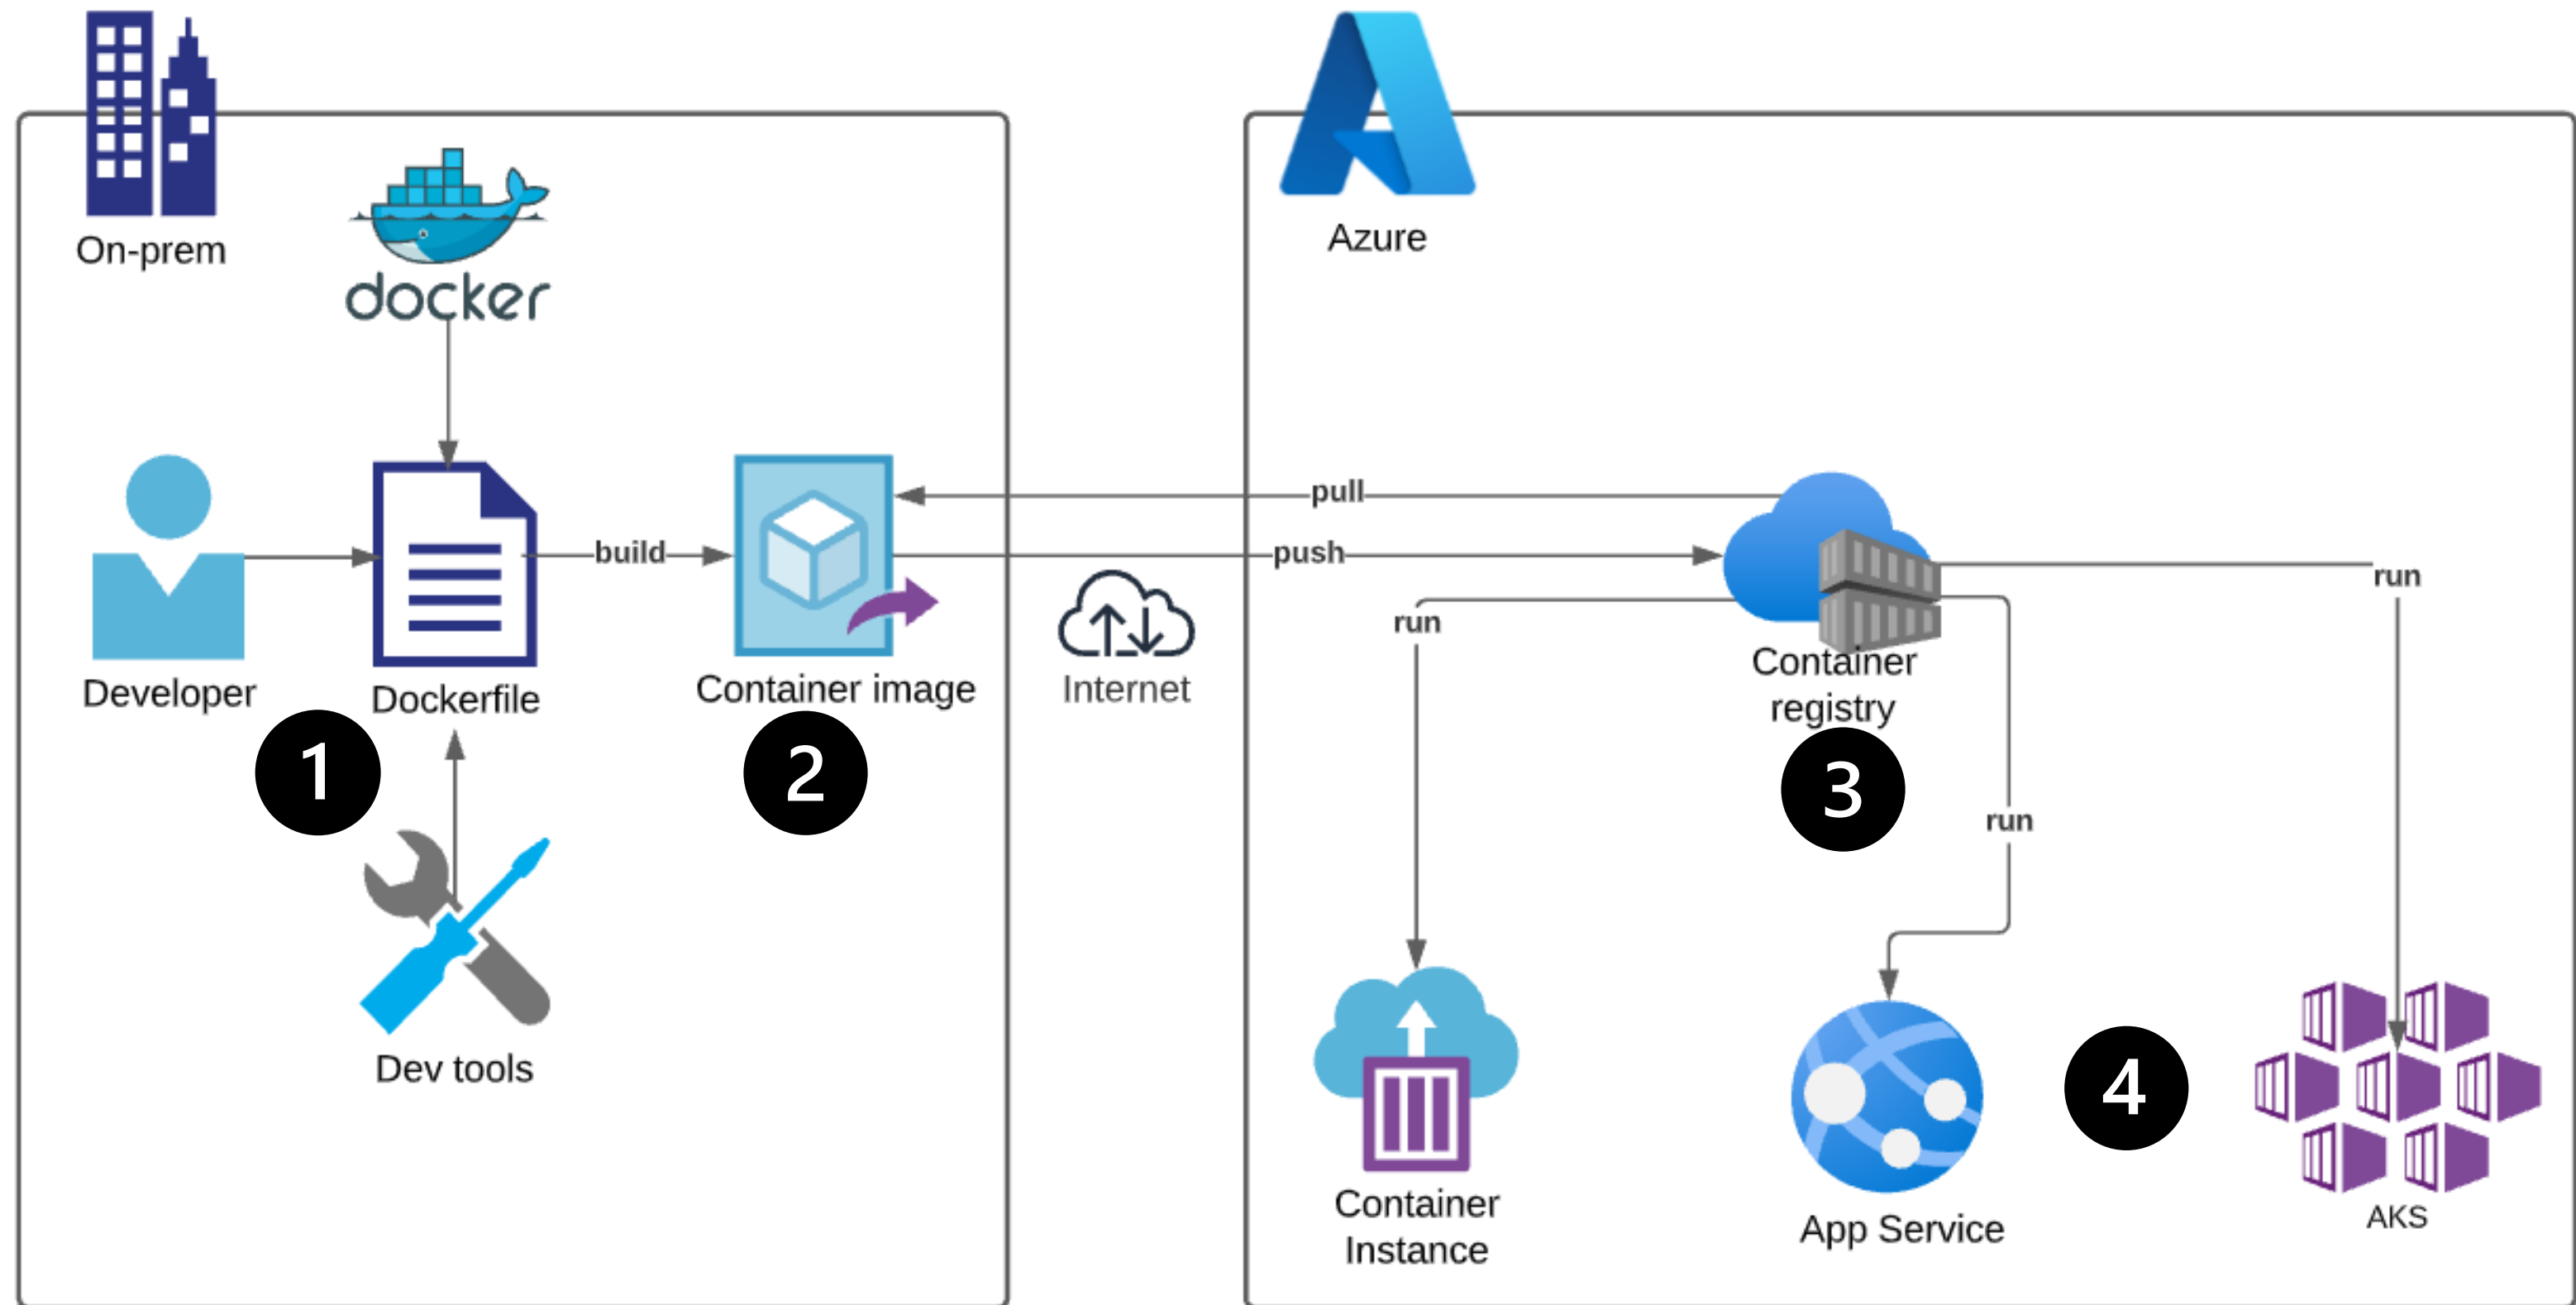 On-prem
docker
Azure
pull
build
push
run
run
Developer
Dockerfile
Container image
Internet
Container
registry
1
2
3
run
Dev tools
4
Container
Instance
App Service
AKS